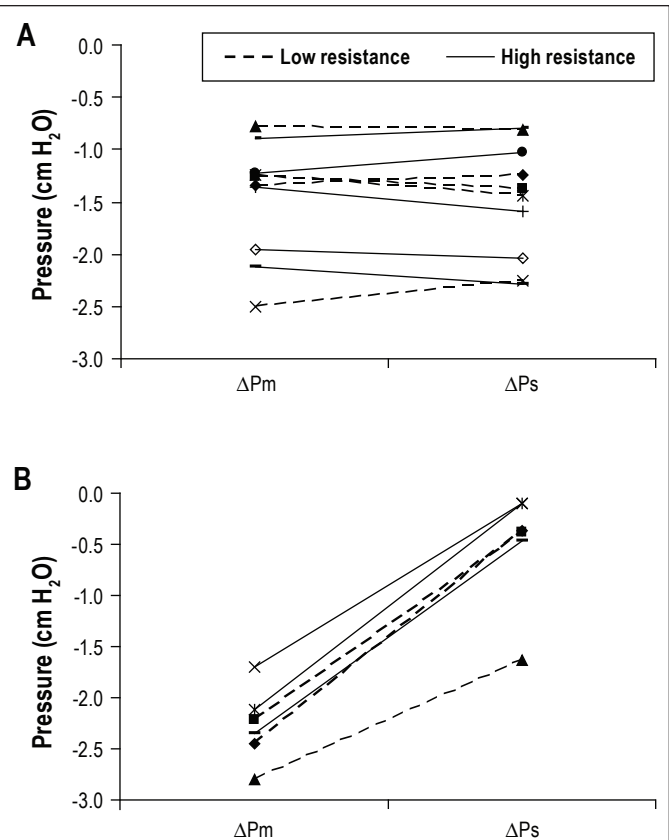 A
Low resistance High resistance
Pressure (cm H₂O)
0.0
-0.5
-1.0
-1.5
-2.0
-2.5
-3.0
ΔPm ΔPs
B
Pressure (cm H₂O)
0.0
-0.5
-1.0
-1.5
-2.0
-2.5
-3.0
ΔPm ΔPs